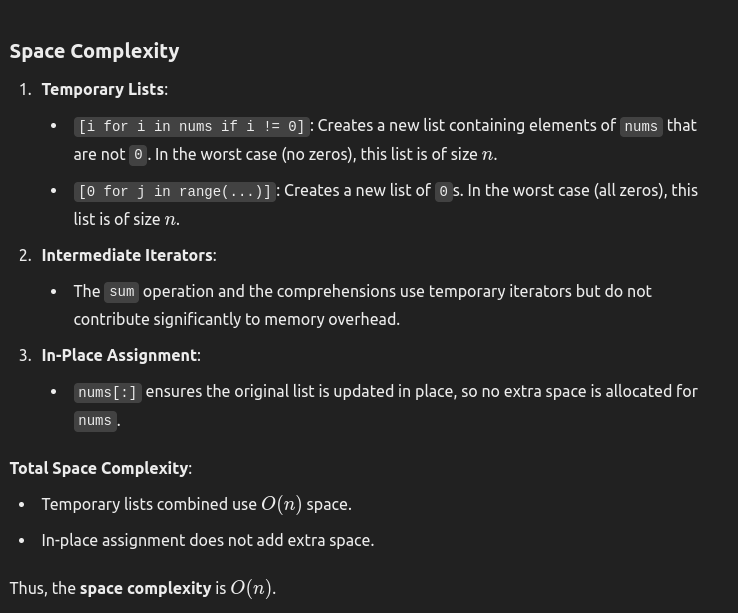 Space Complexity
1. Temporary Lists:
• [i for i in nums if i != 0]: Creates a new list containing elements of nums that
are not 0. In the worst case (no zeros), this list is of size n.
• [0 for j in range(...)]: Creates a new list of 0s. In the worst case (all zeros), this
list is of size n.
2. Intermediate Iterators:
• The sum operation and the comprehensions use temporary iterators but do not
contribute significantly to memory overhead.
3. In-Place Assignment:
• nums[:] ensures the original list is updated in place, so no extra space is allocated for
nums.
Total Space Complexity:
• Temporary lists combined use O(n) space.
• In-place assignment does not add extra space.
Thus, the space complexity is O(n).